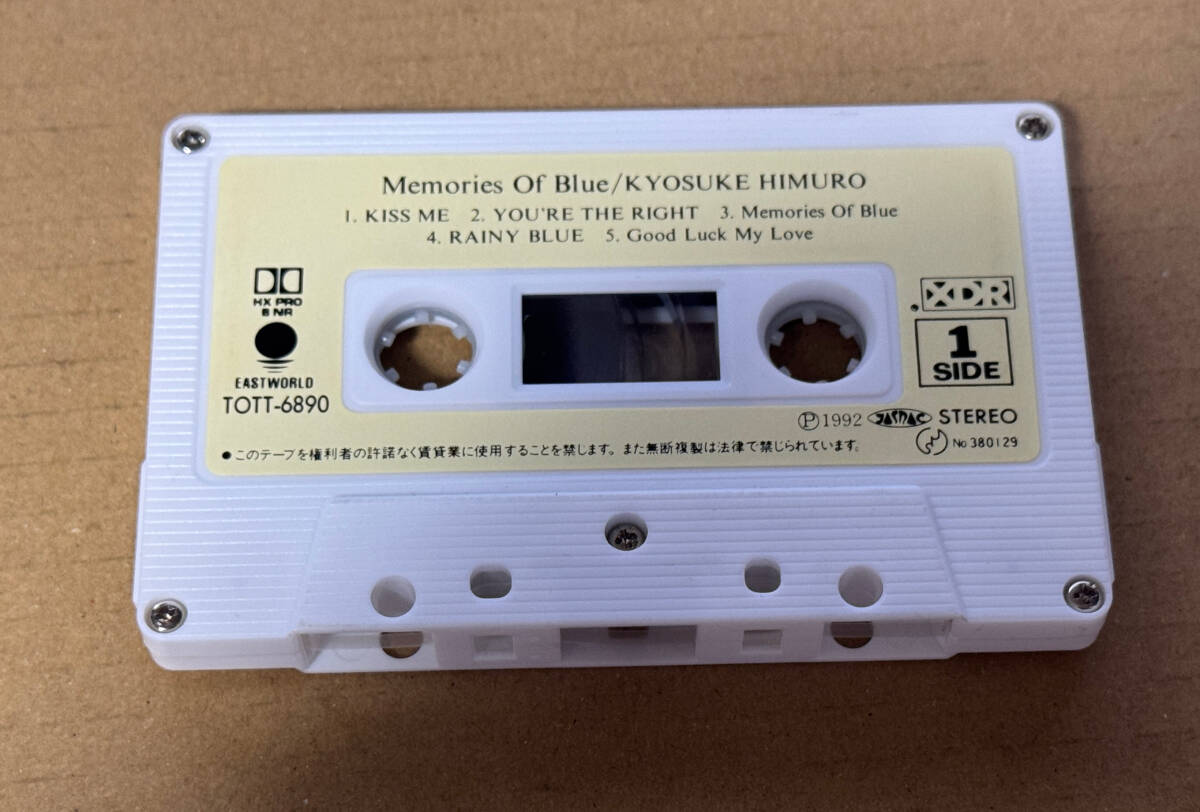 Memories Of Blue/KYOSUKE HIMURO
1. KISS ME 2. YOU'RE THE RIGHT 3. Memories Of Blue
4. RAINY BLUE 5. Good Luck My Love
HX PRO
B NR
EASTWORLD
TOTT-6890
XDR
1
SIDE
Ⓟ1992 JASRAC STEREO
No 380129
●このテープを権利者の許諾なく賃貸業に使用することを禁じます。また無断複製は法律で禁じられています。